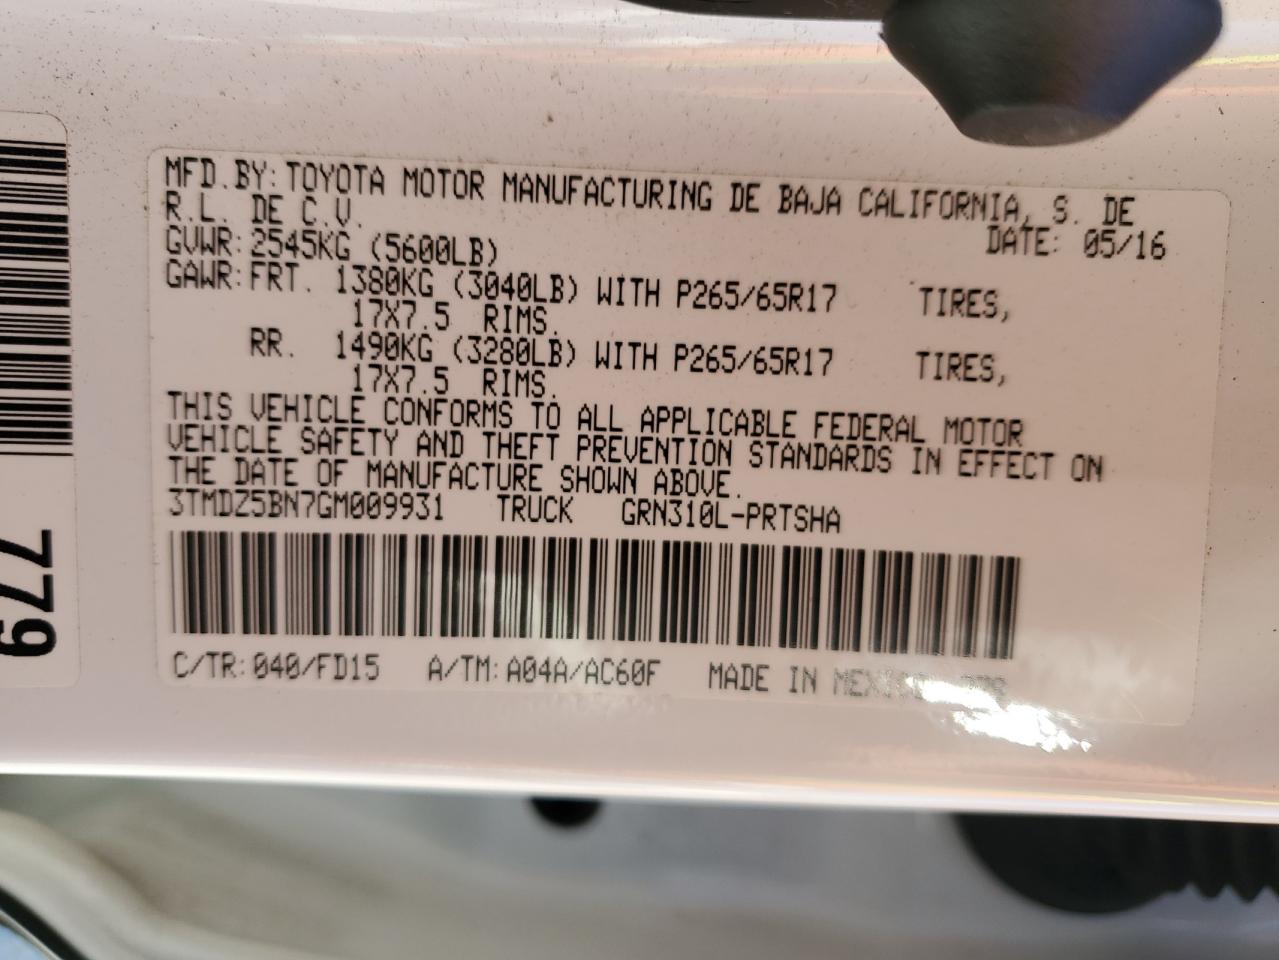 MFD.BY: TOYOTA MOTOR MANUFACTURING DE BAJA CALIFORNIA, S. DE
R.L. DE C.V.
GVWR: 2545KG (5600LB) DATE: 05/16
GAWR: FRT. 1380KG (3040LB) WITH P265/65R17 TIRES,
17X7.5 RIMS.
RR. 1490KG (3280LB) WITH P265/65R17 TIRES,
17X7.5 RIMS.
THIS VEHICLE CONFORMS TO ALL APPLICABLE FEDERAL MOTOR
VEHICLE SAFETY AND THEFT PREVENTION STANDARDS IN EFFECT ON
THE DATE OF MANUFACTURE SHOWN ABOVE.
3TMDZ5BN7GM009931 TRUCK GRN310L-PRTSHA
C/TR: 040/FD15 A/TM: A04A/AC60F MADE IN MEXICO
779